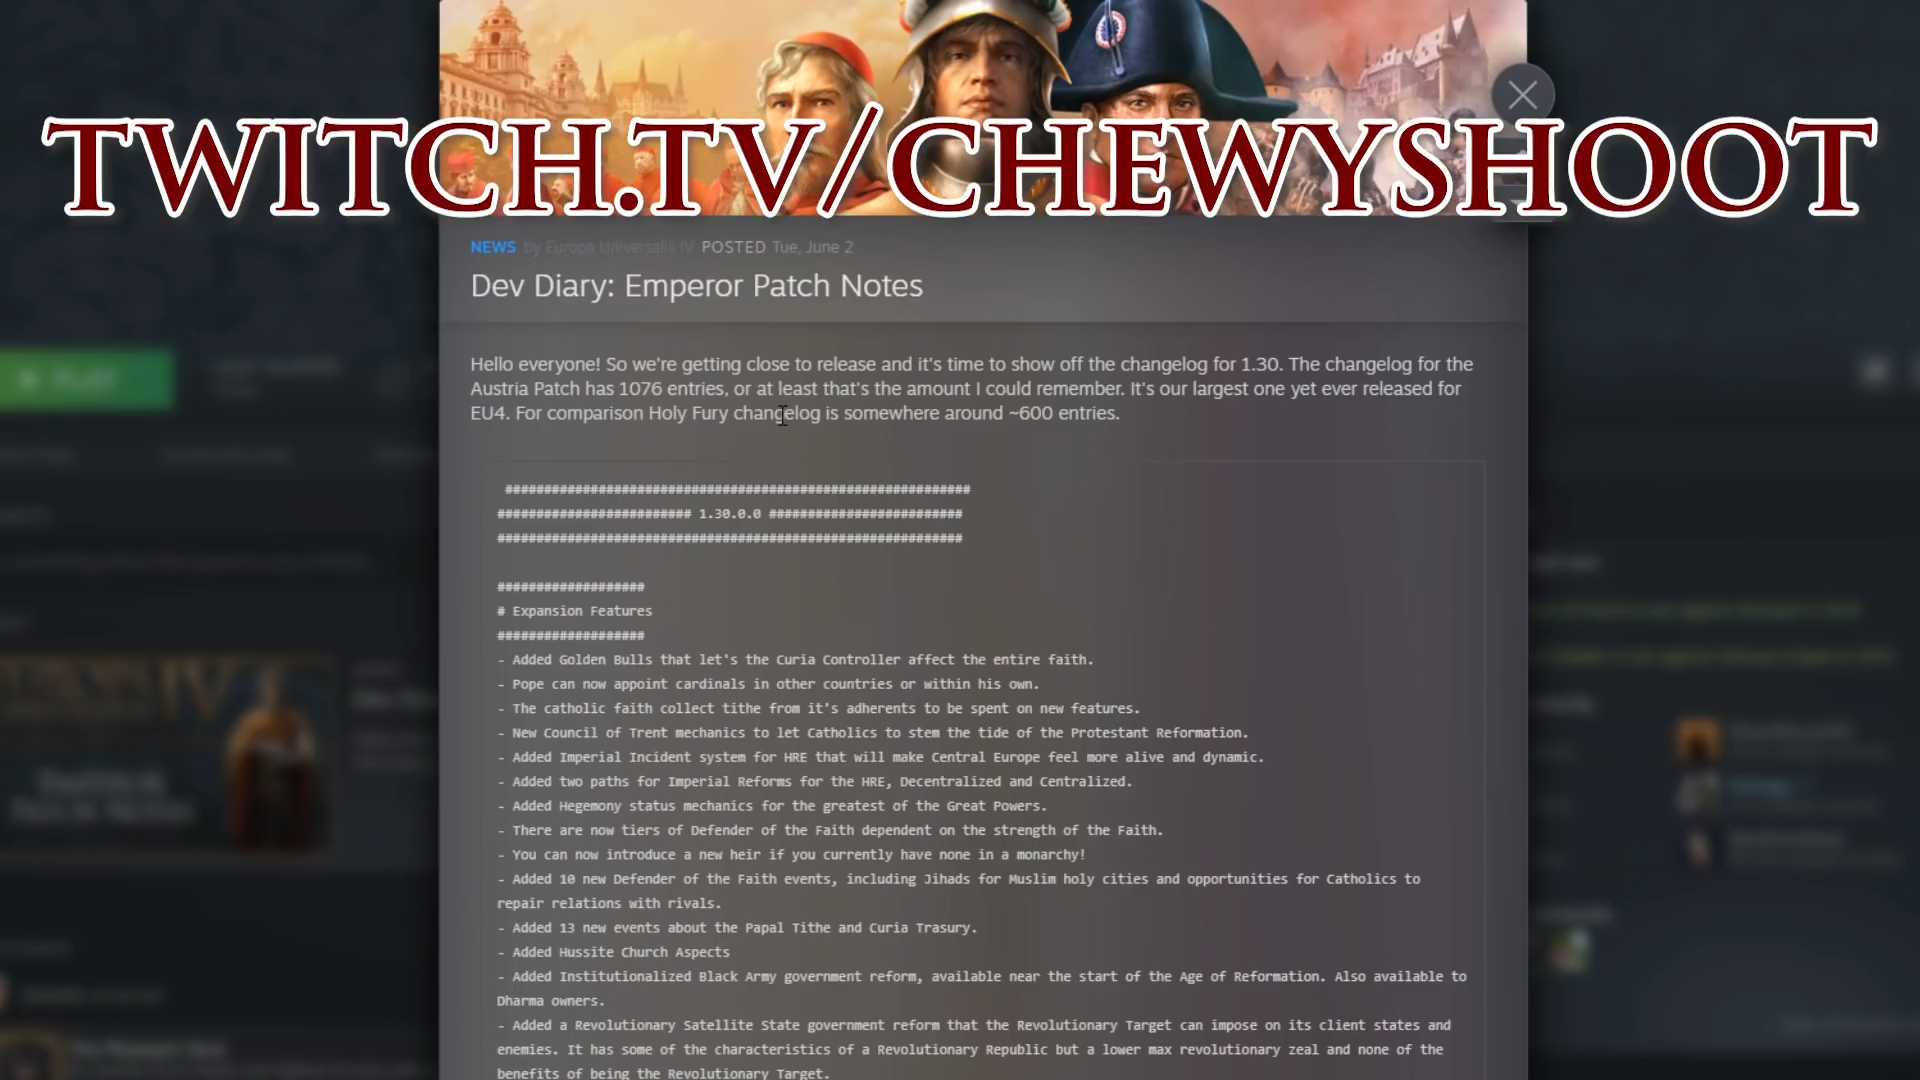 TWITCH.TV/CHEWYSHOOT
NEWS by Europa Universalis IV POSTED Tue, June 2
Dev Diary: Emperor Patch Notes
Hello everyone! So we're getting close to release and it's time to show off the changelog for 1.30. The changelog for the
Austria Patch has 1076 entries, or at least that's the amount I could remember. It's our largest one yet ever released for
EU4. For comparison Holy Fury changelog is somewhere around ~600 entries.
############################################################
######################### 1.30.0.0 #########################
############################################################
###################
# Expansion Features
###################
- Added Golden Bulls that let's the Curia Controller affect the entire faith.
- Pope can now appoint cardinals in other countries or within his own.
- The catholic faith collect tithe from it's adherents to be spent on new features.
- New Council of Trent mechanics to let Catholics to stem the tide of the Protestant Reformation.
- Added Imperial Incident system for HRE that will make Central Europe feel more alive and dynamic.
- Added two paths for Imperial Reforms for the HRE, Decentralized and Centralized.
- Added Hegemony status mechanics for the greatest of the Great Powers.
- There are now tiers of Defender of the Faith dependent on the strength of the Faith.
- You can now introduce a new heir if you currently have none in a monarchy!
- Added 10 new Defender of the Faith events, including Jihads for Muslim holy cities and opportunities for Catholics to
repair relations with rivals.
- Added 13 new events about the Papal Tithe and Curia Trasury.
- Added Hussite Church Aspects
- Added Institutionalized Black Army government reform, available near the start of the Age of Reformation. Also available to
Dharma owners.
- Added a Revolutionary Satellite State government reform that the Revolutionary Target can impose on its client states and
enemies. It has some of the characteristics of a Revolutionary Republic but a lower max revolutionary zeal and none of the
benefits of being the Revolutionary Target.
PLAY